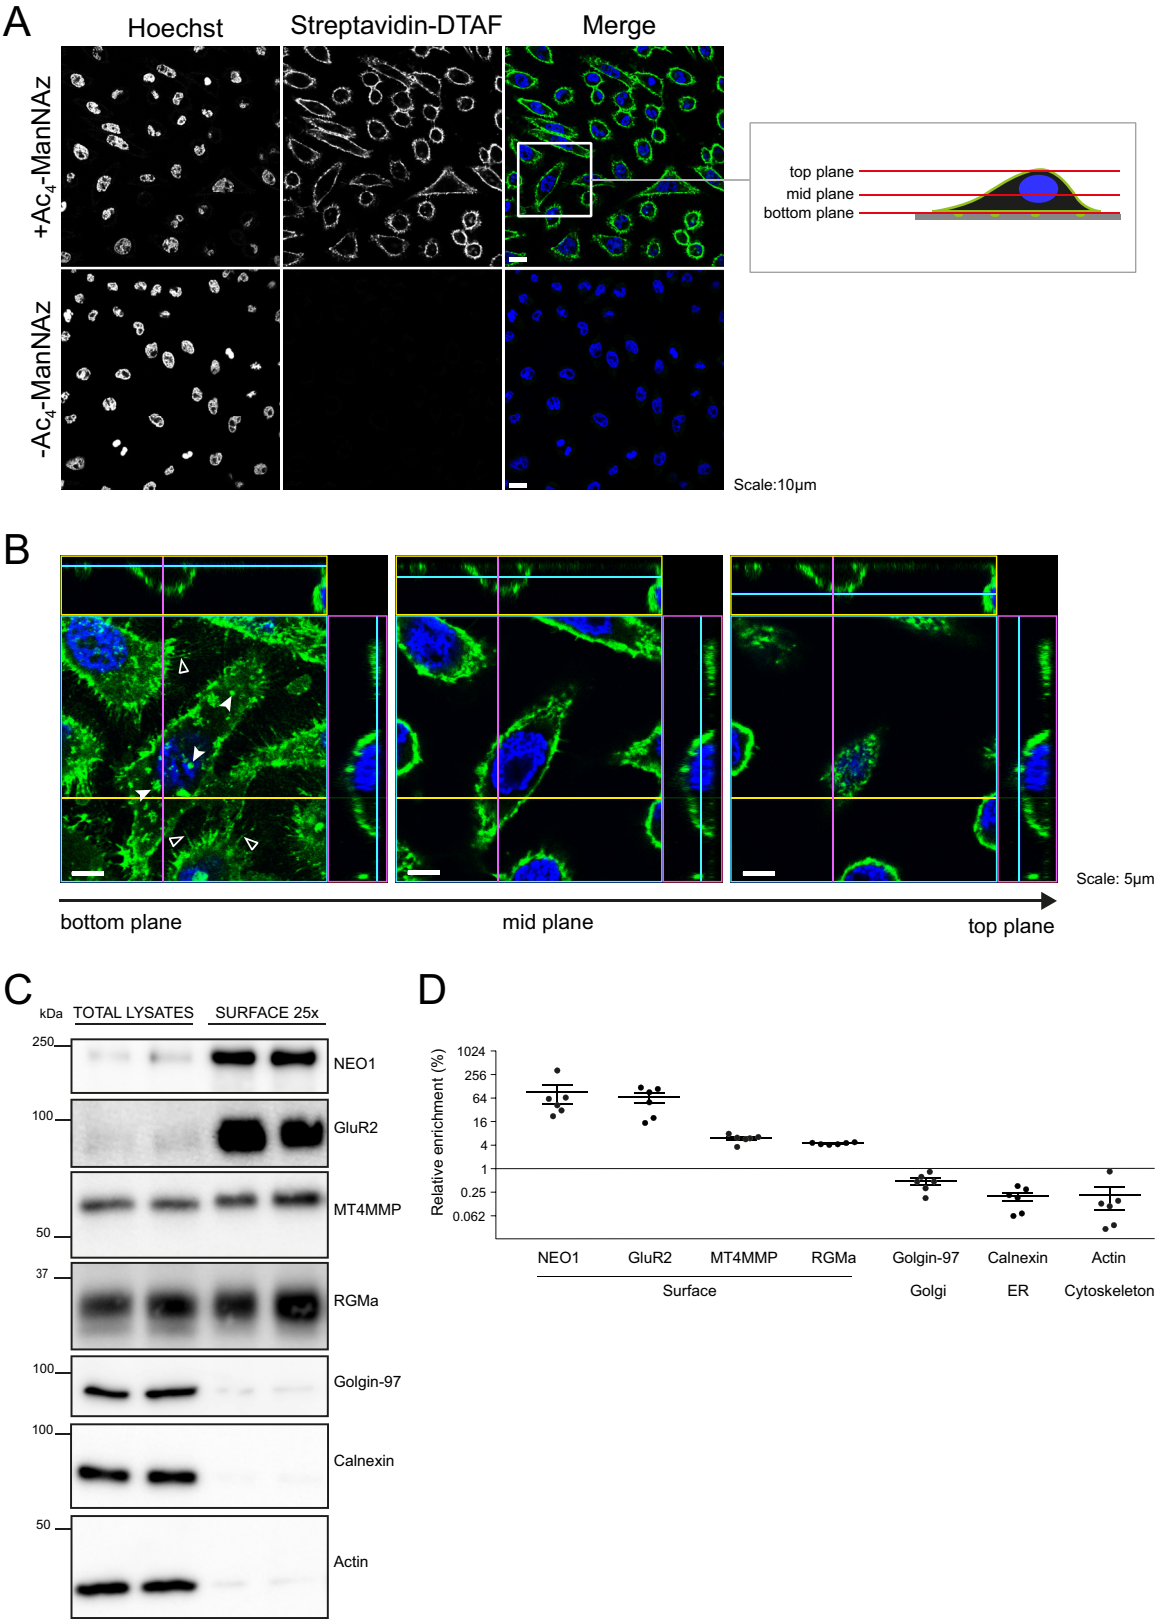 A
Hoechst
Streptavidin-DTAF
Merge
+Ac4-ManNAz
-Ac4-ManNAz
top plane
mid plane
bottom plane
Scale:10µm
B
Scale: 5µm
bottom plane
mid plane
top plane
C
kDa
TOTAL LYSATES
SURFACE 25x
250
NEO1
100
GluR2
MT4MMP
50
37
RGMa
100
Golgin-97
100
Calnexin
50
Actin
D
Relative enrichment (%)
1024
256
64
16
4
1
0.25
0.062
NEO1 GluR2 MT4MMP RGMa Golgin-97 Calnexin Actin
Surface Golgi ER Cytoskeleton